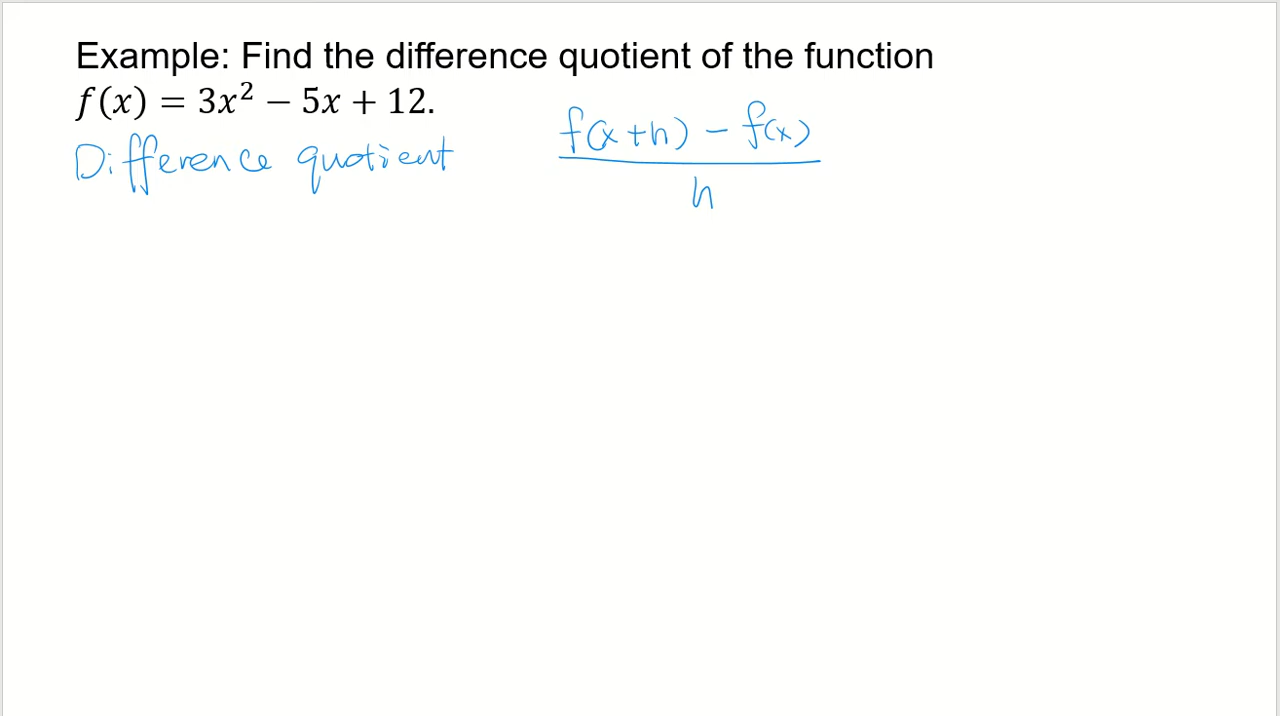 Example: Find the difference quotient of the function
f(x) = 3x² − 5x + 12.
Difference quotient
f(x+h) − f(x)
h